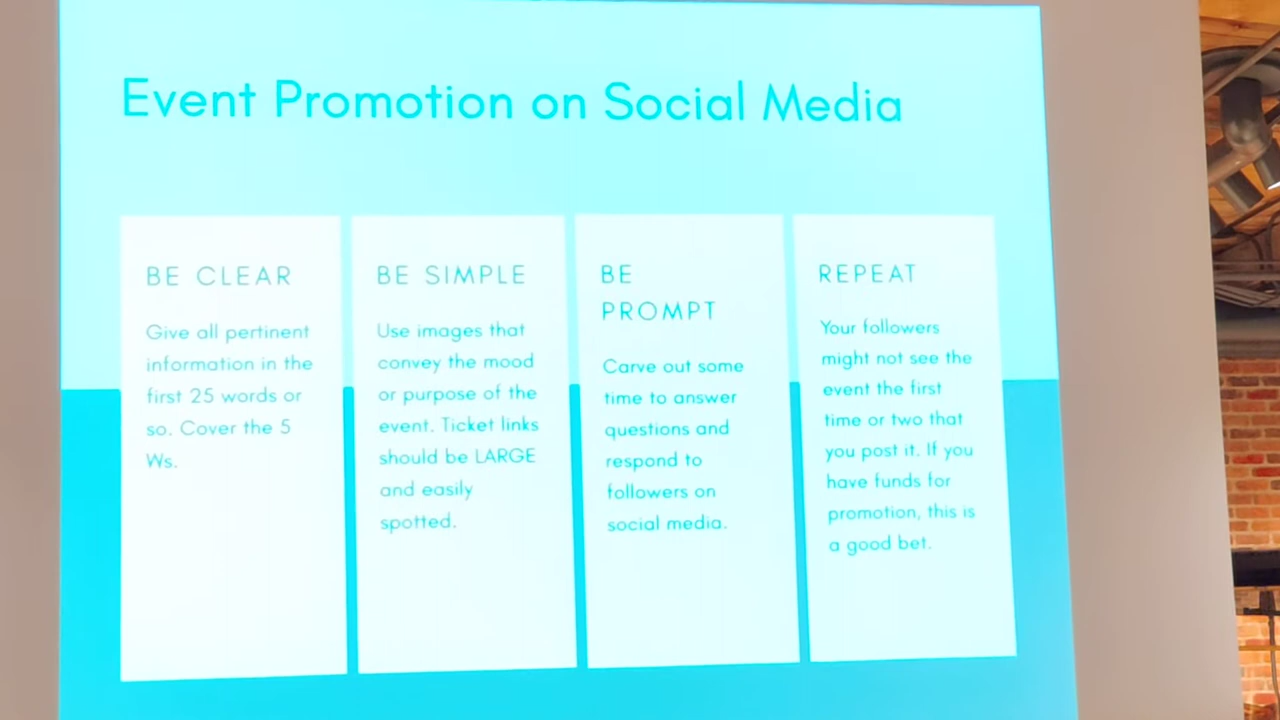 Event Promotion on Social Media
BE CLEAR
Give all pertinent
information in the
first 25 words or
so. Cover the 5
Ws.
BE SIMPLE
Use images that
convey the mood
or purpose of the
event. Ticket links
should be LARGE
and easily
spotted.
BE
PROMPT
Carve out some
time to answer
questions and
respond to
followers on
social media.
REPEAT
Your followers
might not see the
event the first
time or two that
you post it. If you
have funds for
promotion, this is
a good bet.